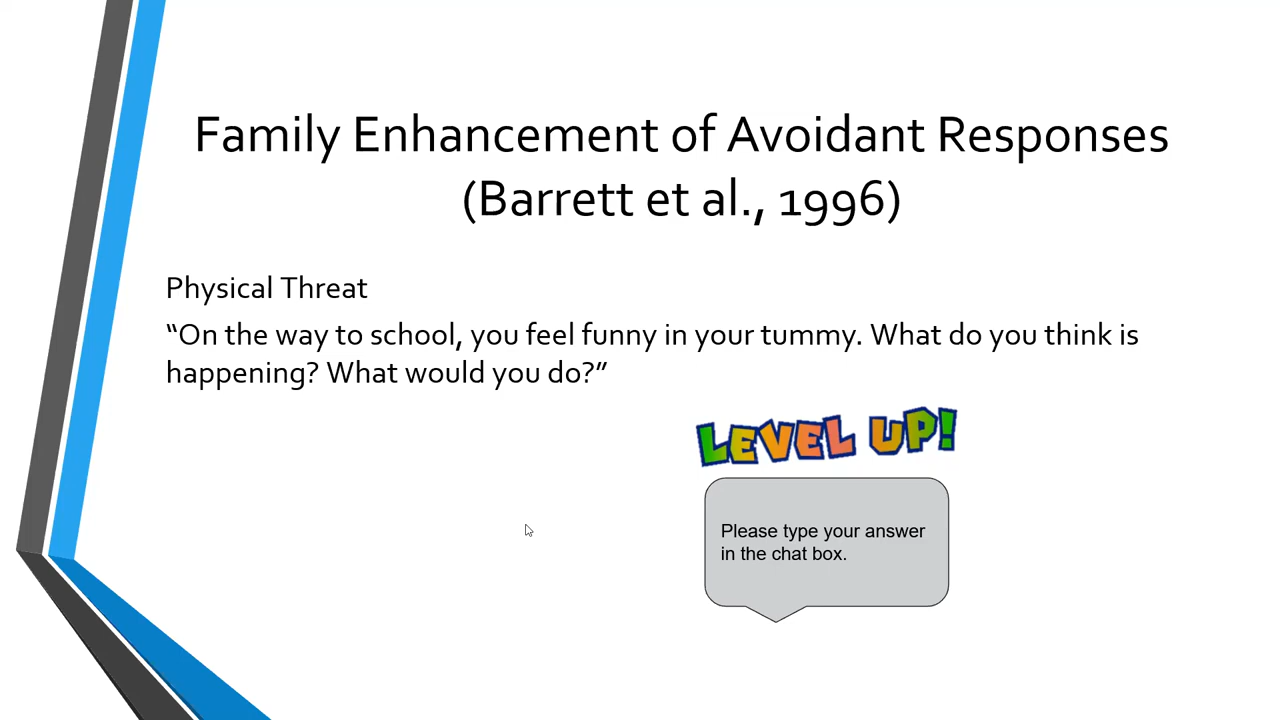 Family Enhancement of Avoidant Responses
(Barrett et al., 1996)
Physical Threat
“On the way to school, you feel funny in your tummy. What do you think is
happening? What would you do?”
LEVEL UP!
Please type your answer
in the chat box.